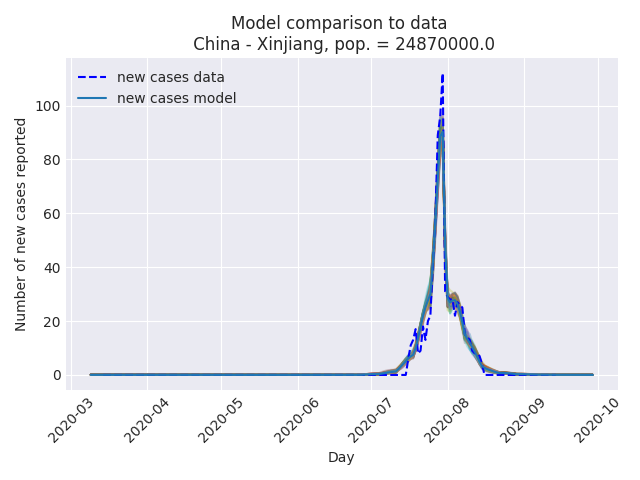 Model comparison to data
China - Xinjiang, pop. = 24870000.0
new cases data
new cases model
Number of new cases reported
100
80
60
40
20
0
2020-03
2020-04
2020-05
2020-06
2020-07
2020-08
2020-09
2020-10
Day